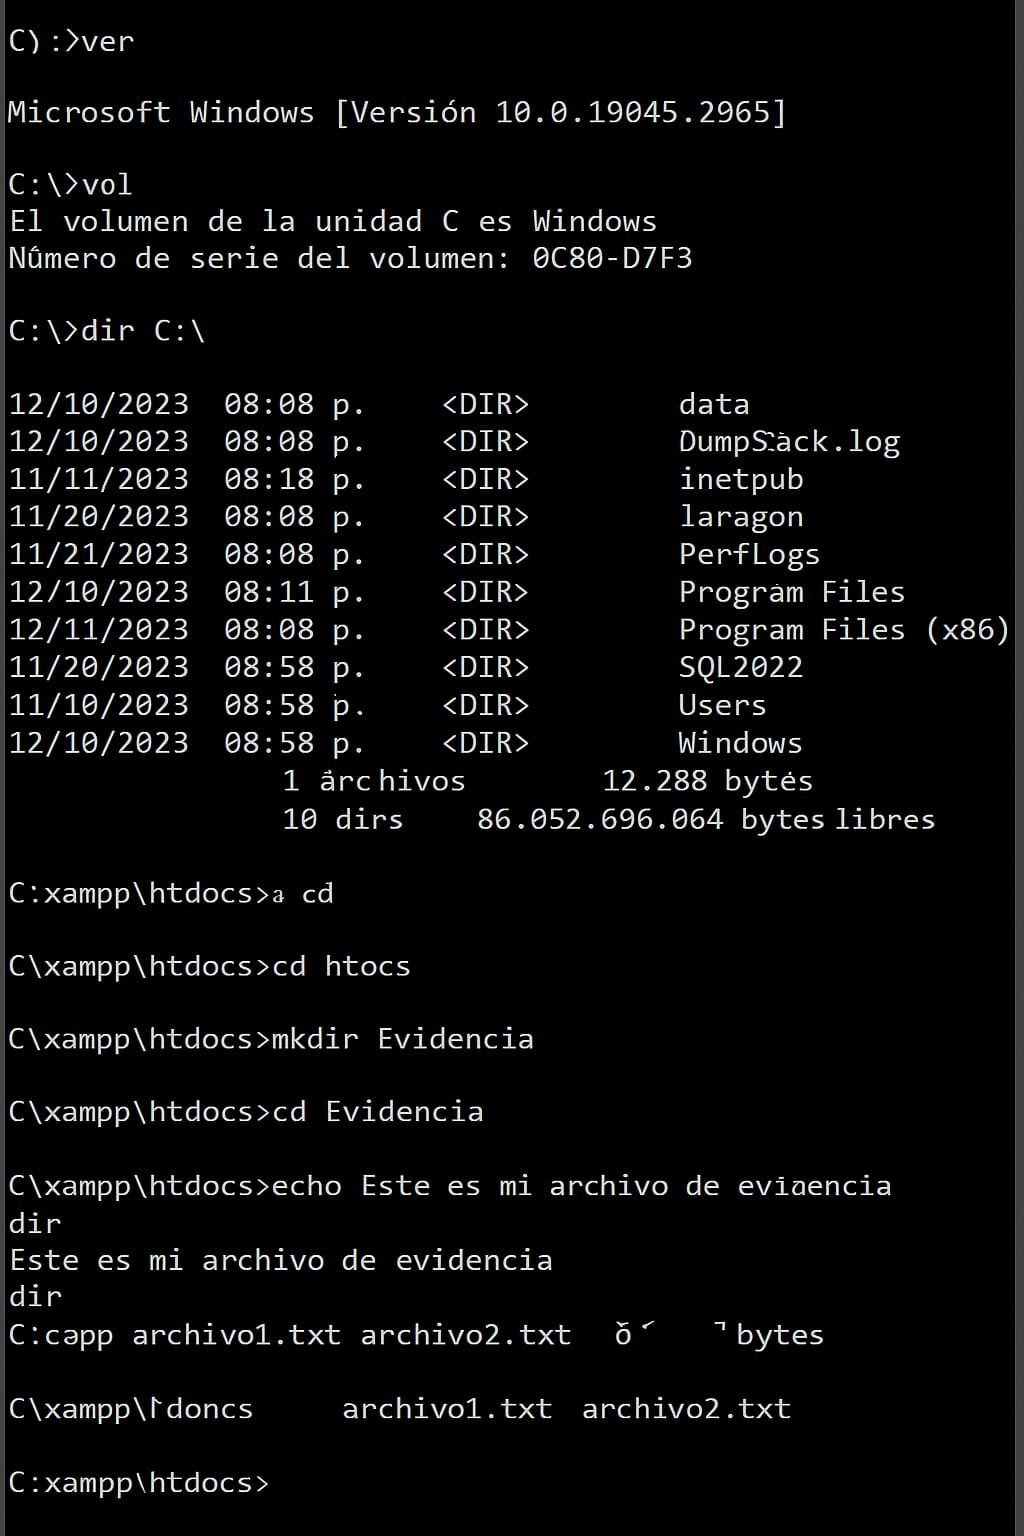 C) :>ver
Microsoft Windows [Versión 10.0.19045.2965]
C:\>vol
El volumen de la unidad C es Windows
Número de serie del volumen: 0C80-D7F3
C:\>dir C:\
12/10/2023 08:08 p. <DIR> data
12/10/2023 08:08 p. <DIR> DumpSàck.log
11/11/2023 08:18 p. <DIR> inetpub
11/20/2023 08:08 p. <DIR> laragon
11/21/2023 08:08 p. <DIR> PerfLogs
12/10/2023 08:11 p. <DIR> Program Files
12/11/2023 08:08 p. <DIR> Program Files (x86)
11/20/2023 08:58 p. <DIR> SQL2022
11/10/2023 08:58 p. <DIR> Users
12/10/2023 08:58 p. <DIR> Windows
1 archivos 12.288 bytes
10 dirs 86.052.696.064 bytes libres
C:xampp\htdocs>a cd
C\xampp\htdocs>cd htocs
C\xampp\htdocs>mkdir Evidencia
C\xampp\htdocs>cd Evidencia
C\xampp\htdocs>echo Este es mi archivo de eviaencia
dir
Este es mi archivo de evidencia
dir
C:cəpp archivo1.txt archivo2.txt bytes
archivo1.txt archivo2.txt
C:xampp\htdocs>